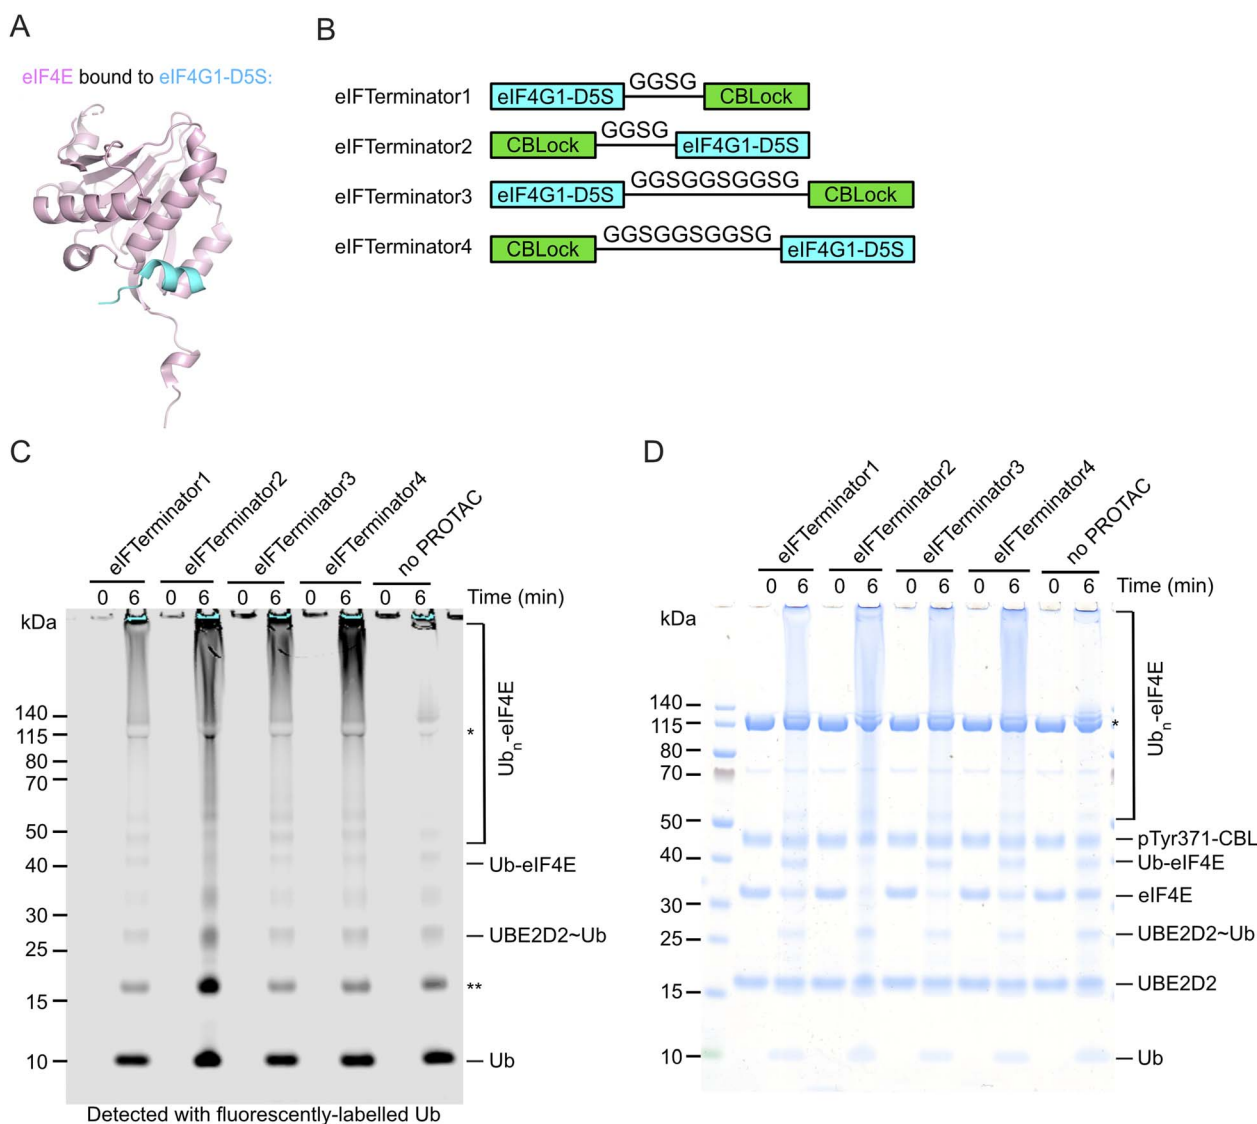 A
B
eIF4E bound to eIF4G1-D5S:
eIFTerminator1
eIF4G1-D5S
GGSG
CBLock
eIFTerminator2
CBLock
GGSG
eIF4G1-D5S
eIFTerminator3
eIF4G1-D5S
GGSGGSGGSG
CBLock
eIFTerminator4
CBLock
GGSGGSGGSG
eIF4G1-D5S
C
eIFTerminator1
eIFTerminator2
eIFTerminator3
eIFTerminator4
no PROTAC
0 6 0 6 0 6 0 6 0 6 Time (min)
kDa
140
115
80
70
50
40
30
25
15
10
Ubn-eIF4E
*
Ub-eIF4E
UBE2D2~Ub
**
Ub
Detected with fluorescently-labelled Ub
D
eIFTerminator1
eIFTerminator2
eIFTerminator3
eIFTerminator4
no PROTAC
0 6 0 6 0 6 0 6 0 6 Time (min)
kDa
140
115
80
70
50
40
30
25
15
10
*
Ubn-eIF4E
pTyr371-CBL
Ub-eIF4E
eIF4E
UBE2D2~Ub
UBE2D2
Ub